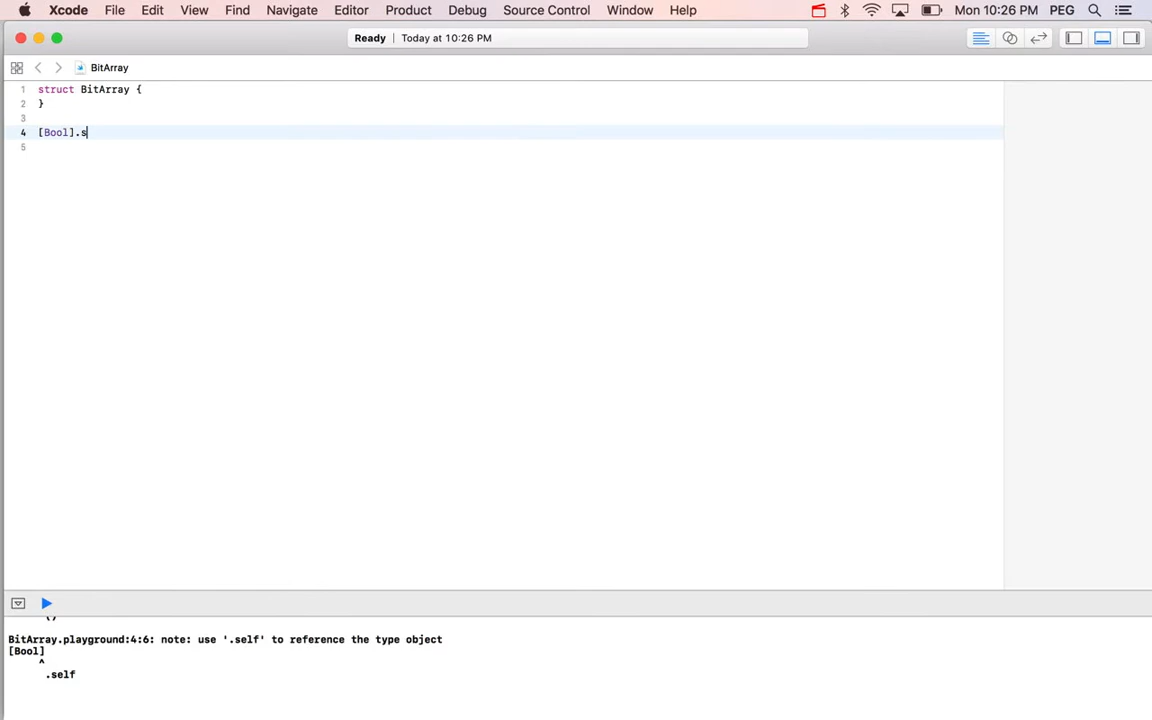 Xcode File Edit View Find Navigate Editor Product Debug Source Control Window Help Mon 10:26 PM PEG
Ready | Today at 10:26 PM
BitArray
1 struct BitArray {
2 }
3
4 [Bool].s
5
()
BitArray.playground:4:6: note: use '.self' to reference the type object
[Bool]
^
.self